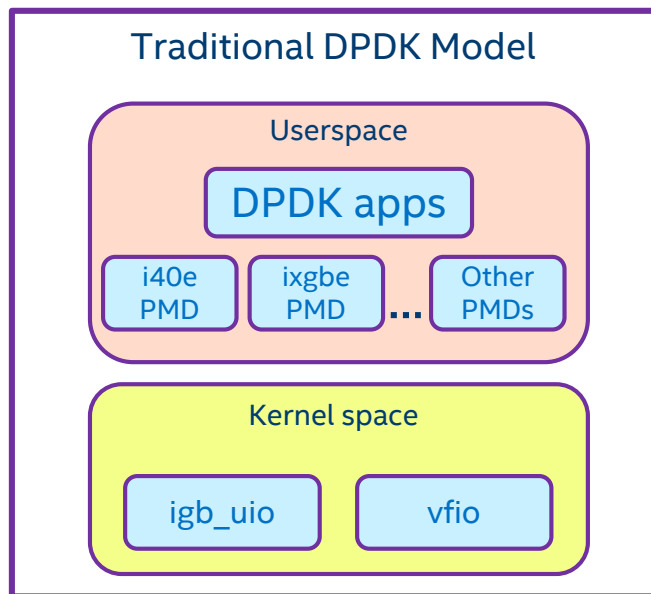 Traditional DPDK Model
Userspace
DPDK apps
i40e
PMD
ixgbe
PMD
...
Other
PMDs
Kernel space
igb_uio
vfio